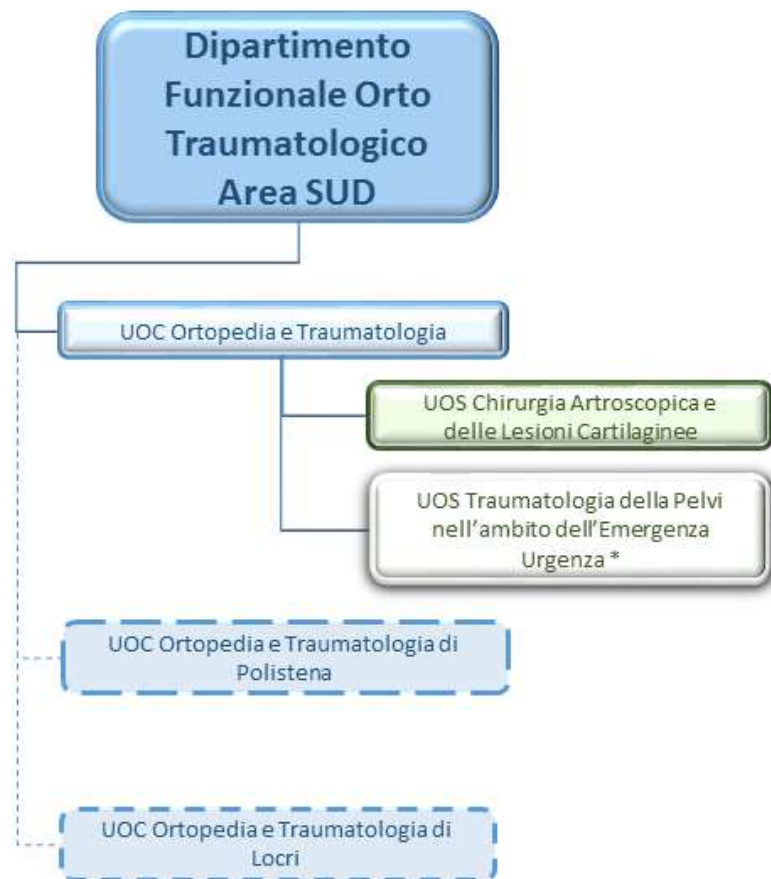 Dipartimento
Funzionale Orto
Traumatologico
Area SUD
UOC Ortopedia e Traumatologia
UOS Chirurgia Artroscopica e
delle Lesioni Cartilaginee
UOS Traumatologia della Pelvi
nell'ambito dell'Emergenza
Urgenza *
UOC Ortopedia e Traumatologia di
Polistena
UOC Ortopedia e Traumatologia di
Locri